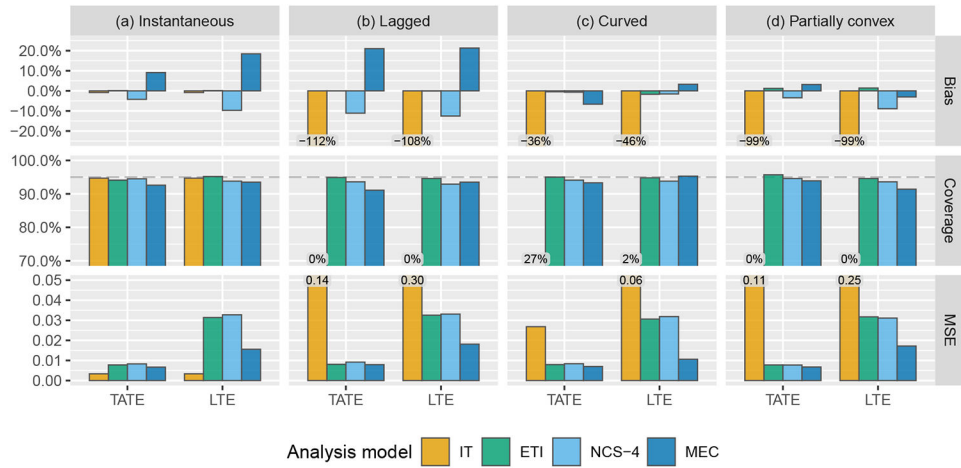 (a) Instantaneous (b) Lagged (c) Curved (d) Partially convex
20.0%
10.0%
0.0%
−10.0%
−20.0%
−112% −108% −36% −46% −99% −99%
Bias
100.0%
90.0%
80.0%
70.0%
0% 0% 27% 2% 0% 0%
Coverage
0.05
0.04
0.03
0.02
0.01
0.00
0.14 0.30 0.06 0.11 0.25
MSE
TATE LTE TATE LTE TATE LTE TATE LTE
Analysis model IT ETI NCS−4 MEC